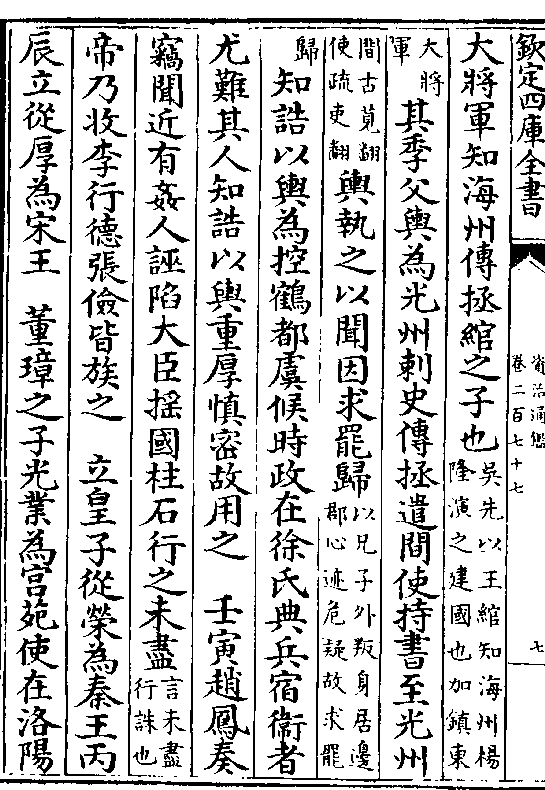 欽定四庫全書
資治通鑑
卷二百七十七
七
大將軍知海州傳拯綰之子也吳先以王綰知海州楊隆演之建國也加鎮東
大將軍其季父輿為光州刺史傳拯遣間使持書至光州
間古莧翻使疏吏翻輿執之以聞因求罷歸以兄子外叛身居邊郡心迹危疑故求罷
歸知誥以輿為控鶴都虞候時政在徐氏典兵宿衞者
尤難其人知誥以輿重厚慎密故用之 壬寅趙鳳奏
竊聞近有姦人誣陷大臣揺國柱石行之未盡言未盡行誅也
帝乃收李行德張儉皆族之 立皇子從榮為秦王丙
辰立從厚為宋王 董璋之子光業為宮苑使在洛陽